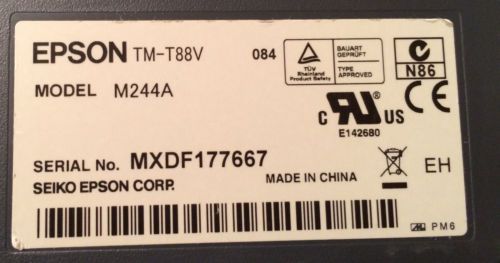 EPSON TM-T88V 084
TÜV
Rheinland
Product Safety
BAUART
GEPRÜFT
TYPE
APPROVED
N86
MODEL M244A
C UR US
E142680
SERIAL No. MXDF177667
SEIKO EPSON CORP.
MADE IN CHINA
EH
PM6